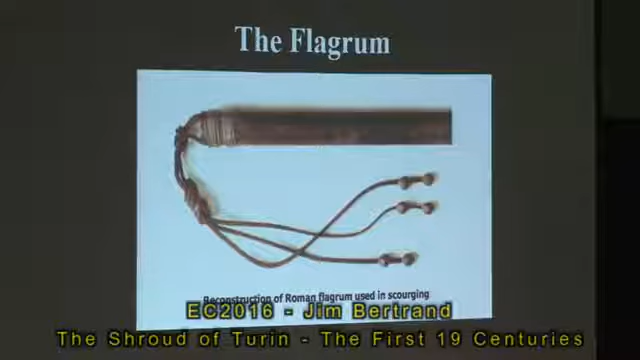 The Flagrum
Reconstruction of Roman flagrum used in scourging
EC2016 - Jim Bertrand
The Shroud of Turin - The First 19 Centuries